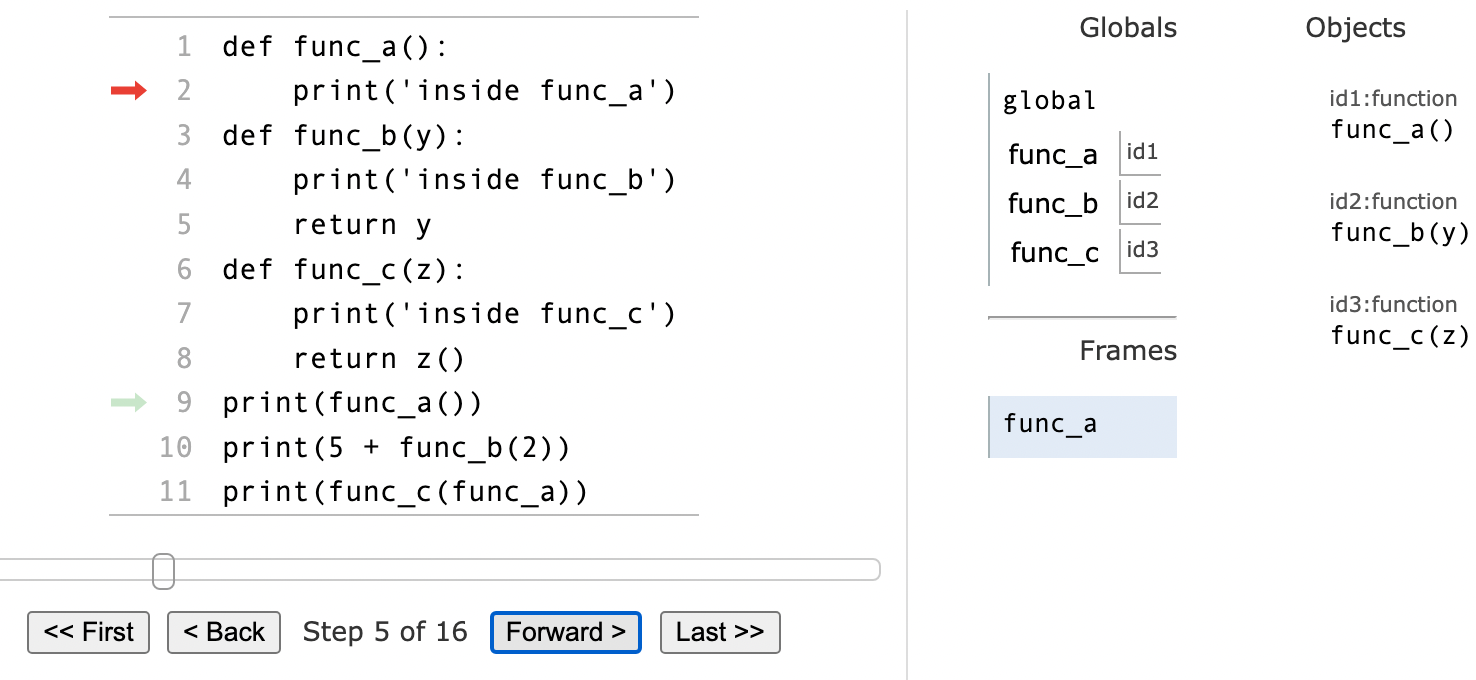 1 def func_a():
2     print('inside func_a')
3 def func_b(y):
4     print('inside func_b')
5     return y
6 def func_c(z):
7     print('inside func_c')
8     return z()
9 print(func_a())
10 print(5 + func_b(2))
11 print(func_c(func_a))
<< First < Back Step 5 of 16 Forward > Last >>
Globals Objects
global
func_a id1
func_b id2
func_c id3
Frames
func_a
id1:function
func_a()
id2:function
func_b(y)
id3:function
func_c(z)